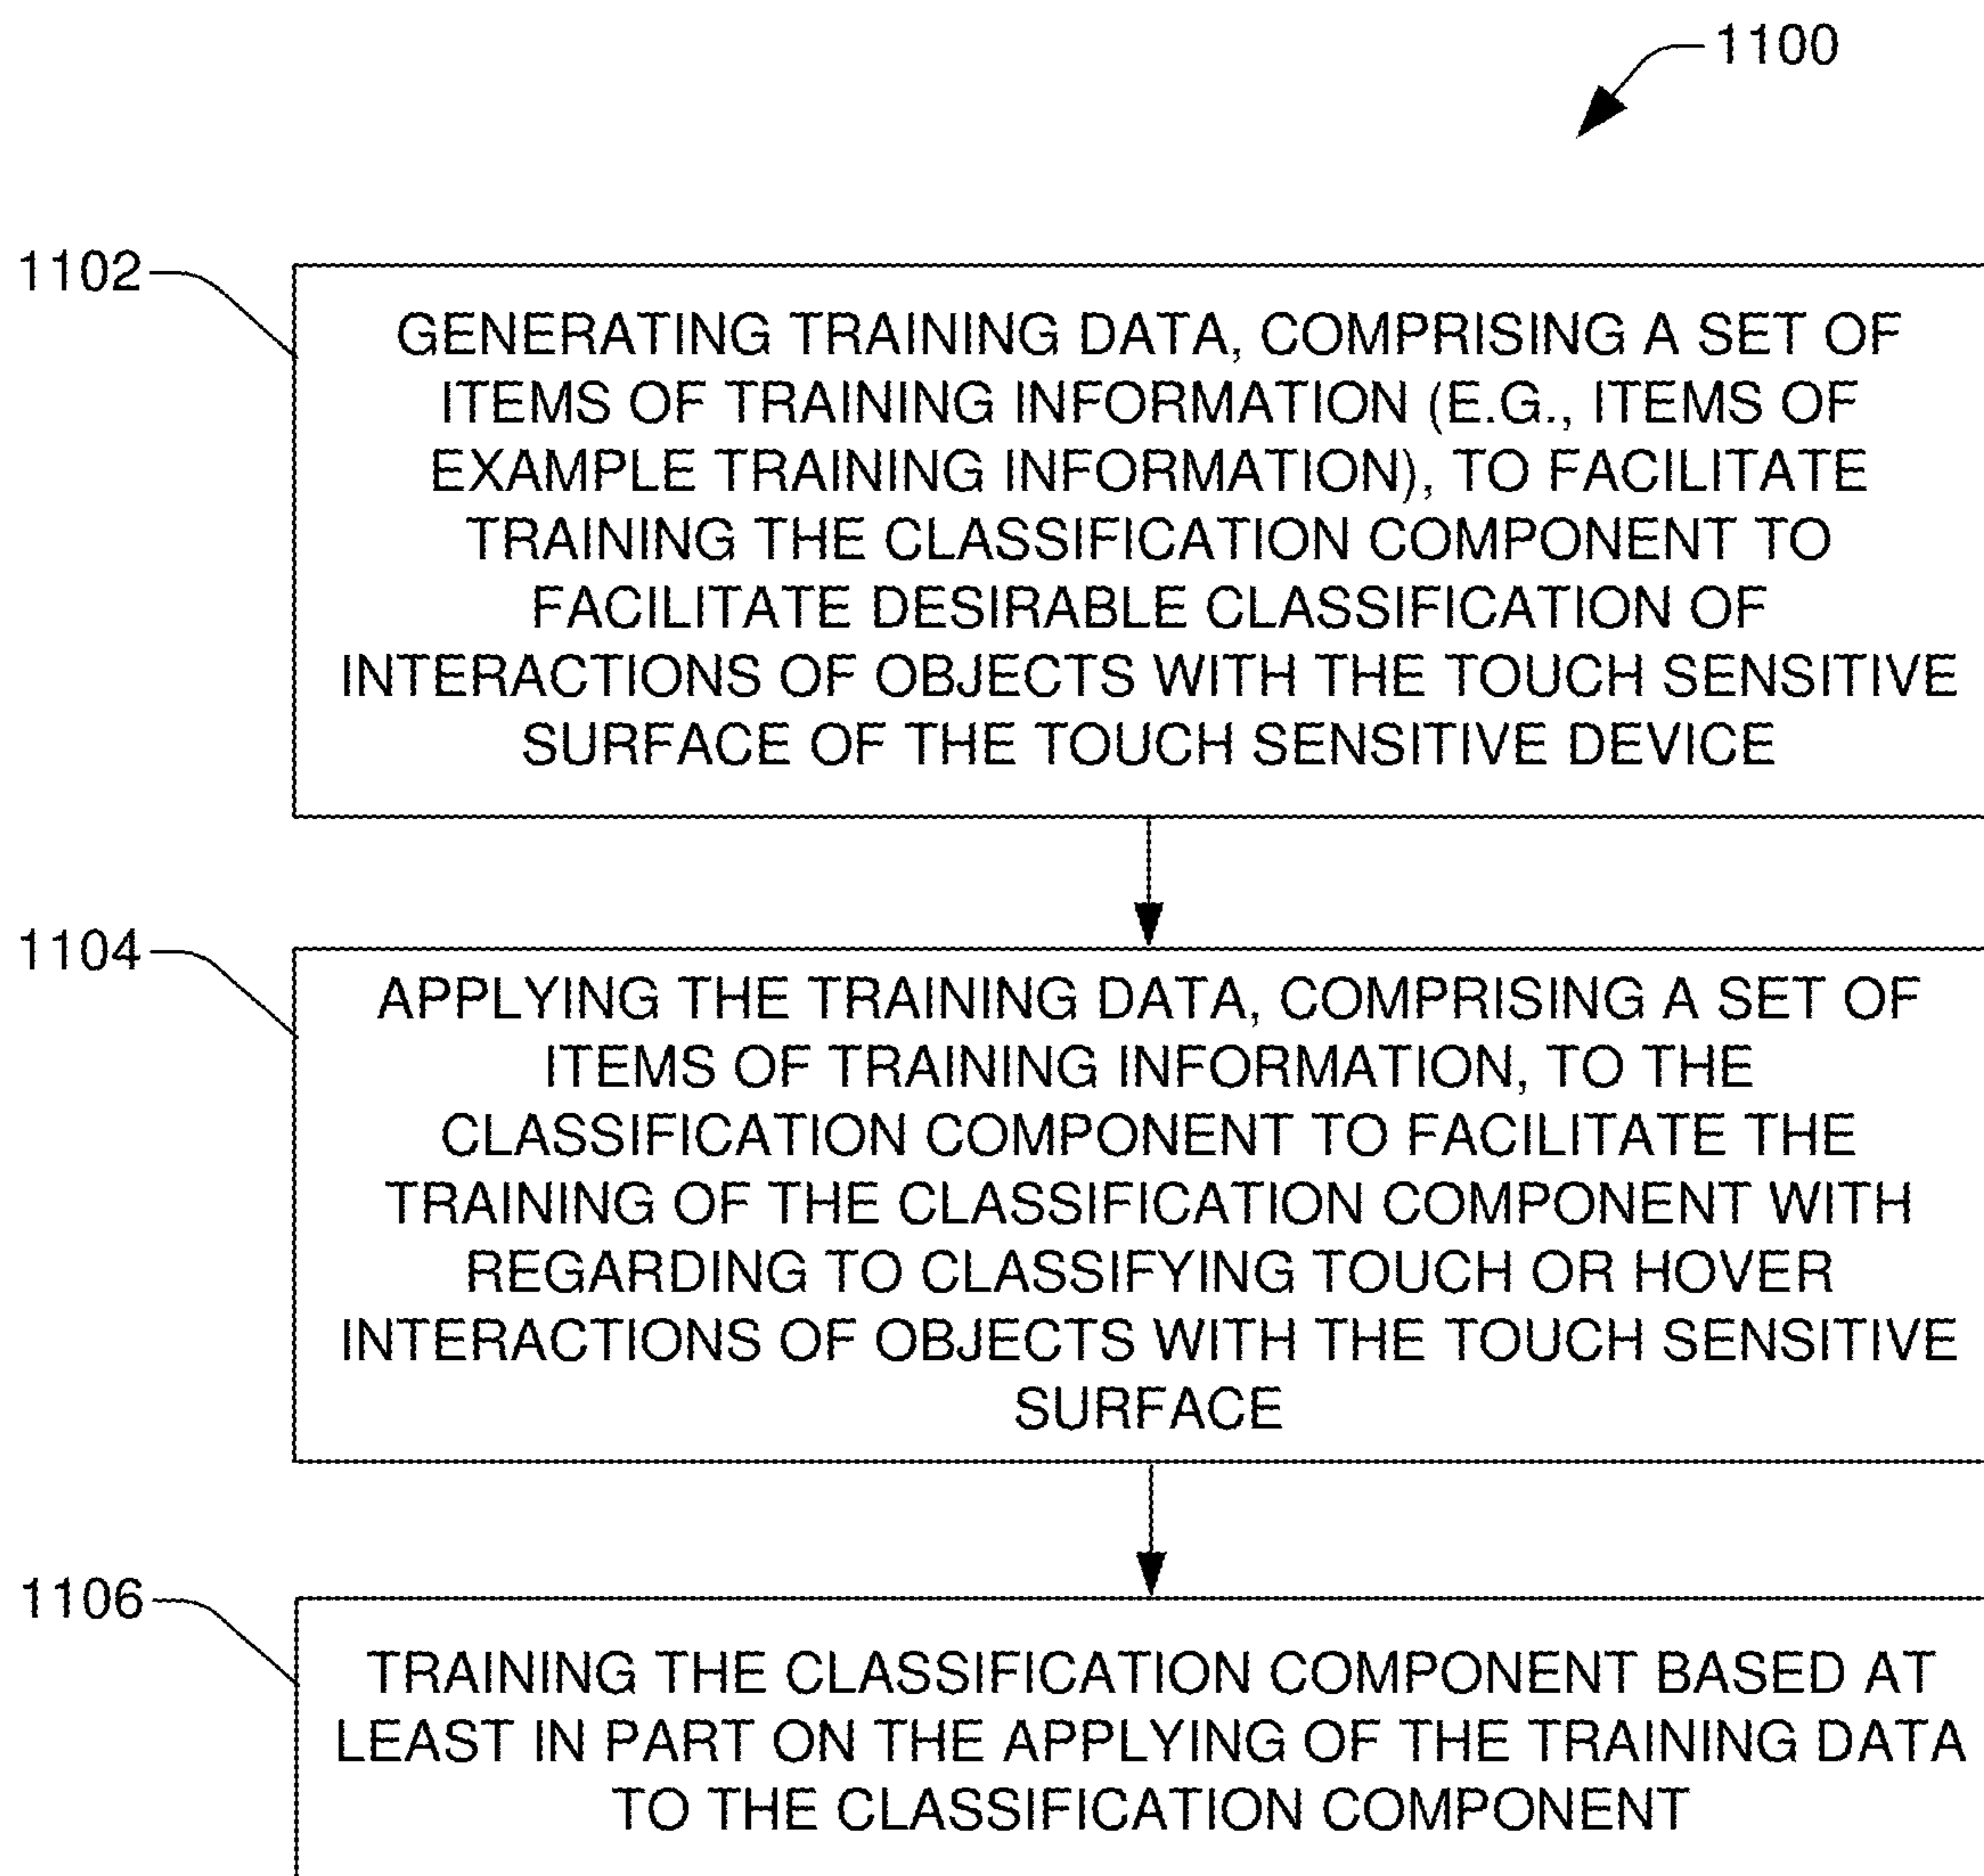 1100
1102
GENERATING TRAINING DATA, COMPRISING A SET OF
ITEMS OF TRAINING INFORMATION (E.G., ITEMS OF
EXAMPLE TRAINING INFORMATION), TO FACILITATE
TRAINING THE CLASSIFICATION COMPONENT TO
FACILITATE DESIRABLE CLASSIFICATION OF
INTERACTIONS OF OBJECTS WITH THE TOUCH SENSITIVE
SURFACE OF THE TOUCH SENSITIVE DEVICE
1104
APPLYING THE TRAINING DATA, COMPRISING A SET OF
ITEMS OF TRAINING INFORMATION, TO THE
CLASSIFICATION COMPONENT TO FACILITATE THE
TRAINING OF THE CLASSIFICATION COMPONENT WITH
REGARDING TO CLASSIFYING TOUCH OR HOVER
INTERACTIONS OF OBJECTS WITH THE TOUCH SENSITIVE
SURFACE
1106
TRAINING THE CLASSIFICATION COMPONENT BASED AT
LEAST IN PART ON THE APPLYING OF THE TRAINING DATA
TO THE CLASSIFICATION COMPONENT